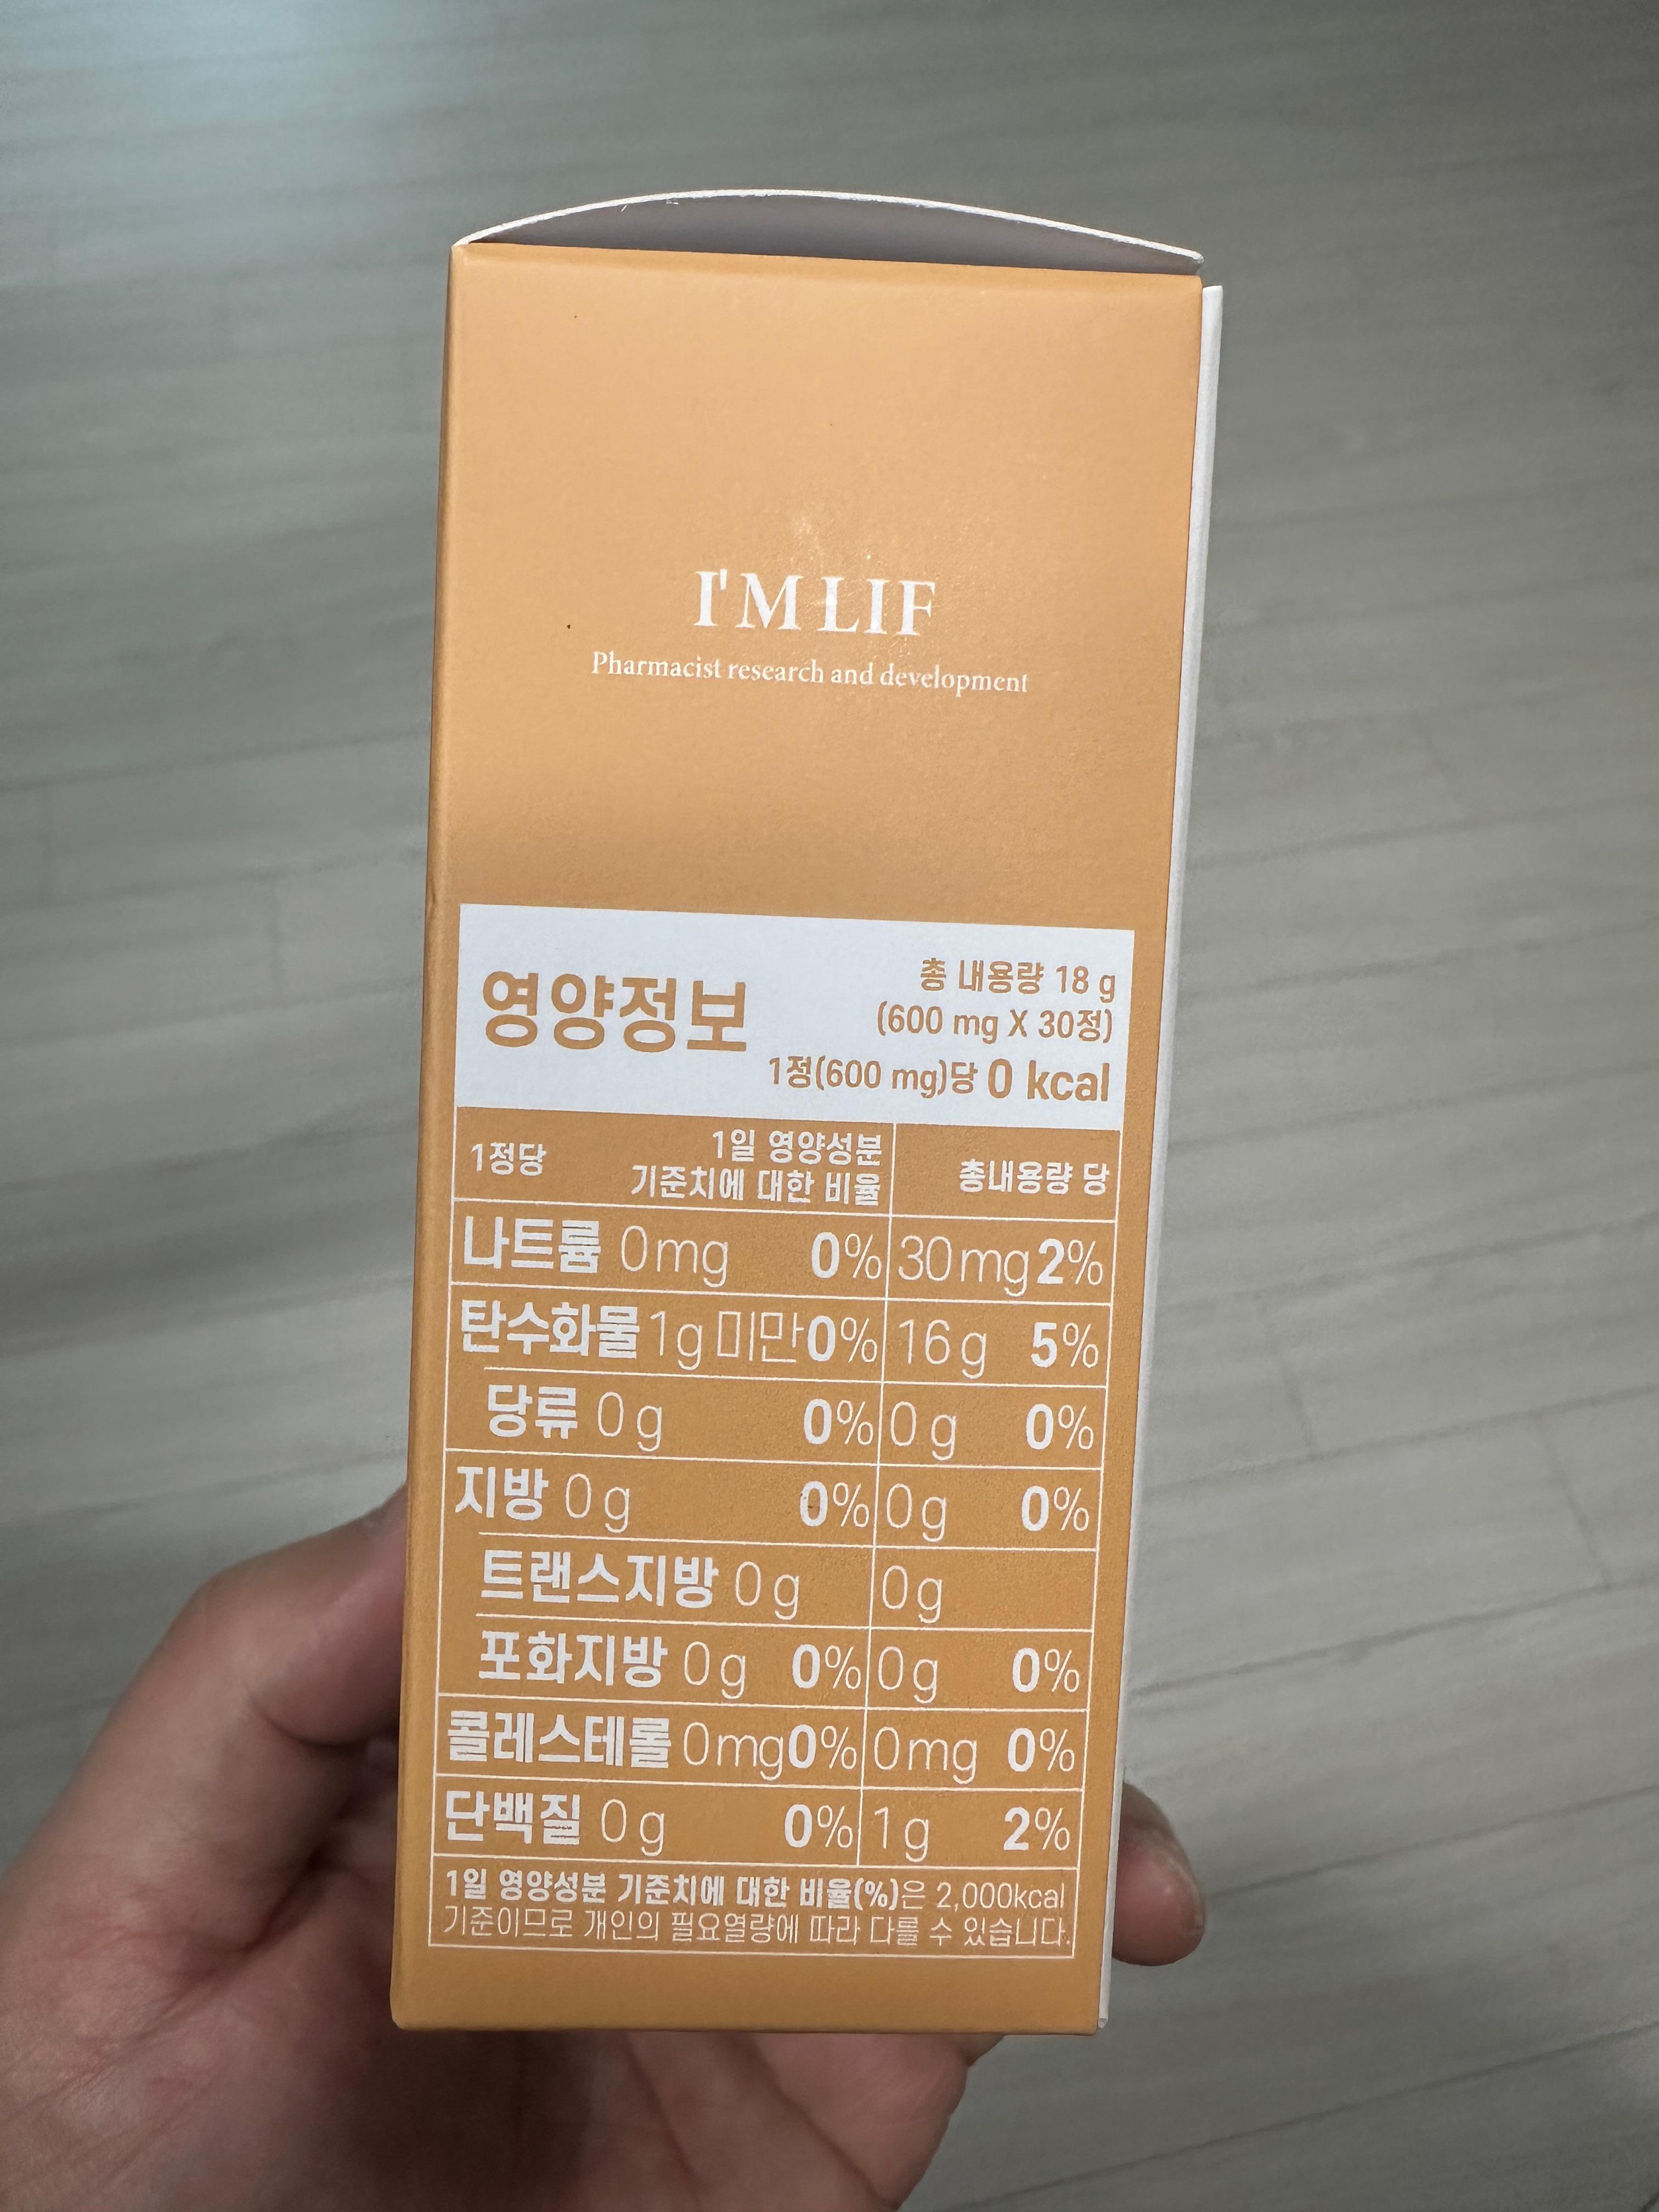 I'M LIF
Pharmacist research and development
영양정보
총 내용량 18 g
(600 mg X 30정)
1정(600 mg)당 0 kcal
1정당 1일 영양성분 기준치에 대한 비율 총내용량 당
나트륨 0mg 0% 30mg 2%
탄수화물 1g 미만 0% 16g 5%
당류 0g 0% 0g 0%
지방 0g 0% 0g 0%
트랜스지방 0g 0g
포화지방 0g 0% 0g 0%
콜레스테롤 0mg 0% 0mg 0%
단백질 0g 0% 1g 2%
1일 영양성분 기준치에 대한 비율(%)은 2,000kcal
기준이므로 개인의 필요열량에 따라 다를 수 있습니다.